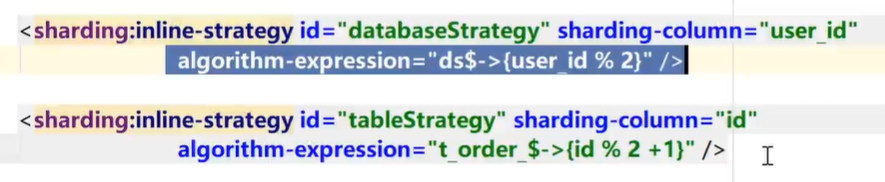 <sharding:inline-strategy id="databaseStrategy" sharding-column="user_id"
algorithm-expression="ds$->{user_id % 2}" />
<sharding:inline-strategy id="tableStrategy" sharding-column="id"
algorithm-expression="t_order_$->{id % 2 +1}" />